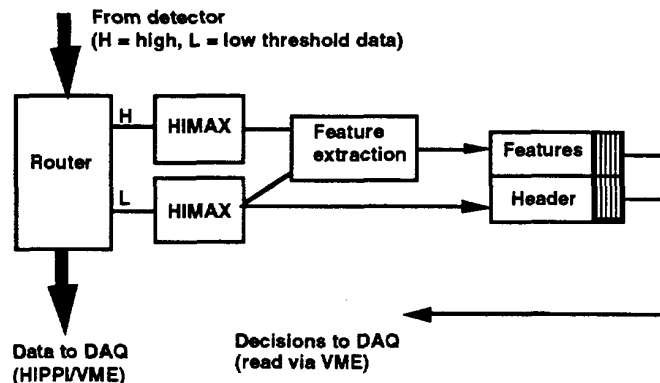 From detector
(H = high, L = low threshold data)
H
HIMAX
Feature
extraction
Features
Router
L
HIMAX
Header
Data to DAQ
(HIPPI/VME)
Decisions to DAQ
(read via VME)